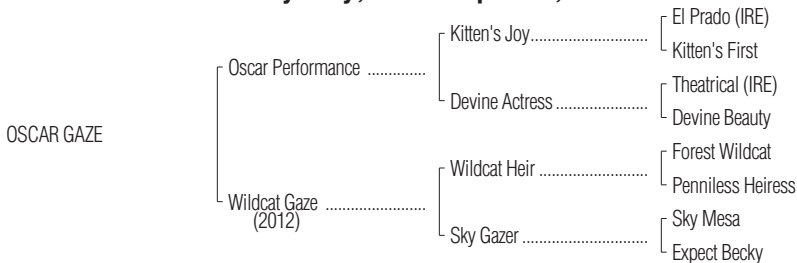 El Prado (IRE)
Kitten's Joy..............................
Kitten's First
Oscar Performance ..............
Theatrical (IRE)
Devine Actress ........................
Devine Beauty
OSCAR GAZE
Forest Wildcat
Wildcat Heir ............................
Penniless Heiress
Wildcat Gaze ........................
(2012)
Sky Mesa
Sky Gazer ................................
Expect Becky